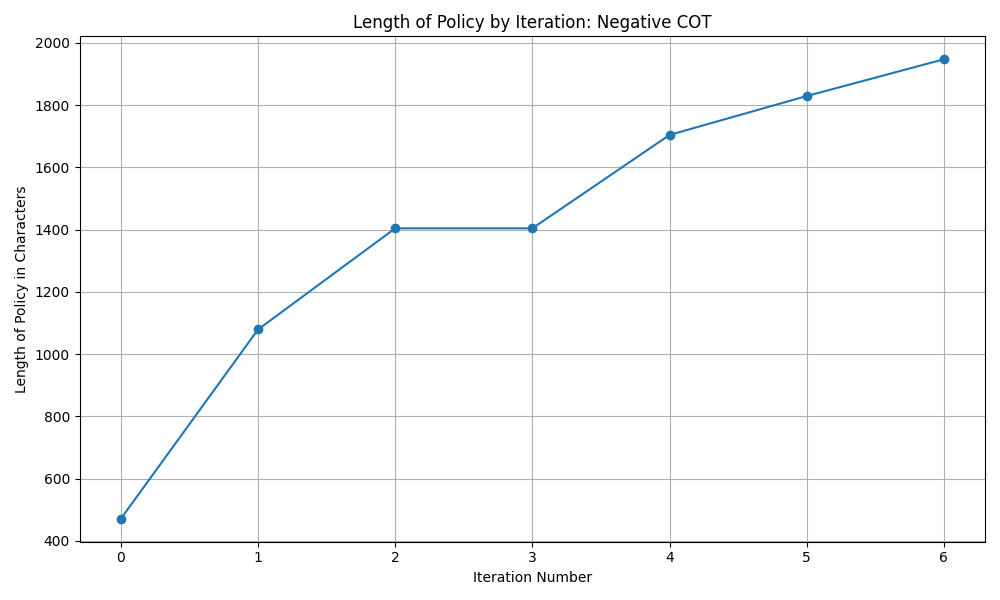 Length of Policy by Iteration: Negative COT
2000
1800
1600
1400
1200
1000
800
600
400
Length of Policy in Characters
0 1 2 3 4 5 6
Iteration Number